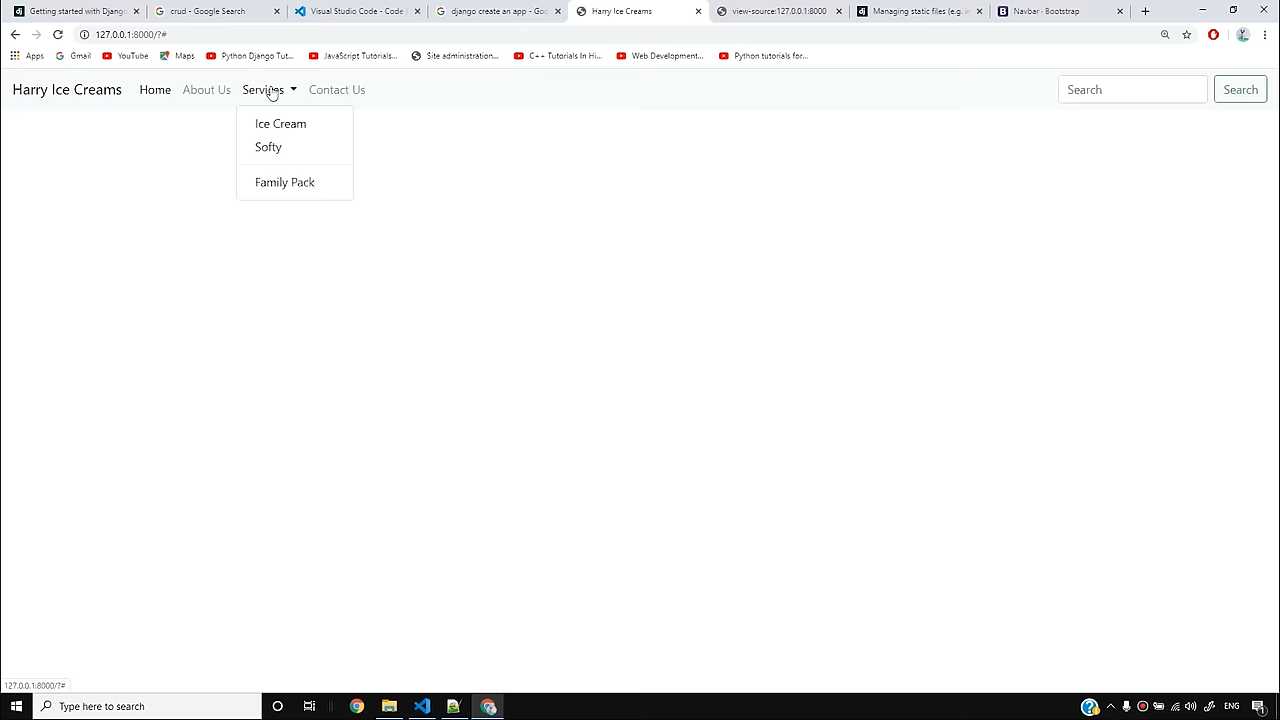 Getting started with Djang
crud - Google Search
Visual Studio Code - Code
django create an app - Goo
Harry Ice Creams
view-source:127.0.0.1:8000
Managing static files (e.g. i
Navbar · Bootstrap
127.0.0.1:8000/?#
Apps
Gmail
YouTube
Maps
Python Django Tut...
JavaScript Tutorials...
Site administration...
C++ Tutorials In Hi...
Web Development...
Python tutorials for...
Harry Ice Creams
Home
About Us
Services
Contact Us
Search
Search
Ice Cream
Softy
Family Pack
127.0.0.1:8000/?#
Type here to search
ENG